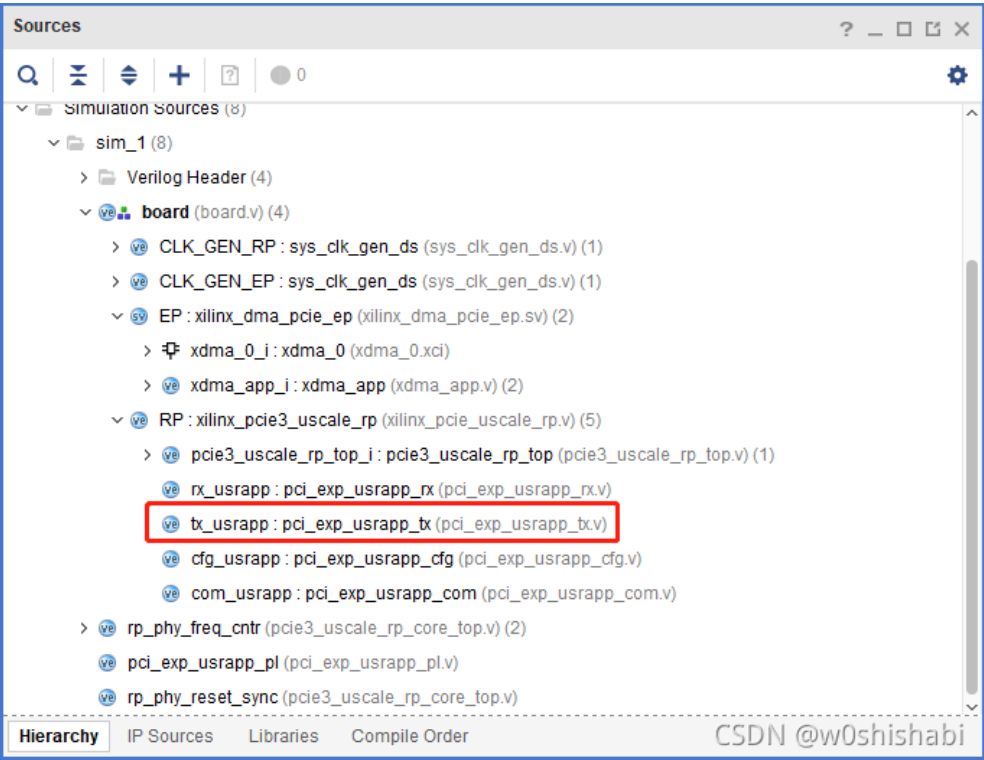 Sources
0
Simulation Sources (8)
sim_1 (8)
Verilog Header (4)
board (board.v) (4)
CLK_GEN_RP : sys_clk_gen_ds (sys_clk_gen_ds.v) (1)
CLK_GEN_EP : sys_clk_gen_ds (sys_clk_gen_ds.v) (1)
EP : xilinx_dma_pcie_ep (xilinx_dma_pcie_ep.sv) (2)
xdma_0_i : xdma_0 (xdma_0.xci)
xdma_app_i : xdma_app (xdma_app.v) (2)
RP : xilinx_pcie3_uscale_rp (xilinx_pcie_uscale_rp.v) (5)
pcie3_uscale_rp_top_i : pcie3_uscale_rp_top (pcie3_uscale_rp_top.v) (1)
rx_usrapp : pci_exp_usrapp_rx (pci_exp_usrapp_rx.v)
tx_usrapp : pci_exp_usrapp_tx (pci_exp_usrapp_tx.v)
cfg_usrapp : pci_exp_usrapp_cfg (pci_exp_usrapp_cfg.v)
com_usrapp : pci_exp_usrapp_com (pci_exp_usrapp_com.v)
rp_phy_freq_cntr (pcie3_uscale_rp_core_top.v) (2)
pci_exp_usrapp_pl (pci_exp_usrapp_pl.v)
rp_phy_reset_sync (pcie3_uscale_rp_core_top.v)
Hierarchy IP Sources Libraries Compile Order
CSDN @w0shishabi